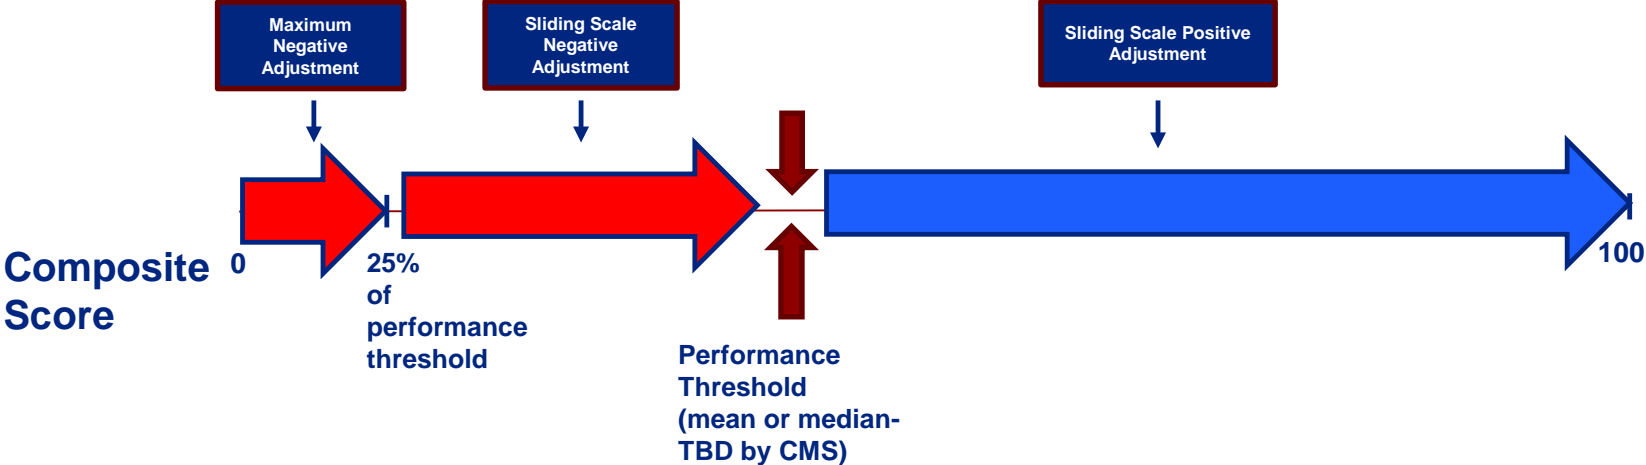 Maximum
Negative
Adjustment
Sliding Scale
Negative
Adjustment
Sliding Scale Positive
Adjustment
Composite
Score
0
25%
of
performance
threshold
Performance
Threshold
(mean or median-
TBD by CMS)
100